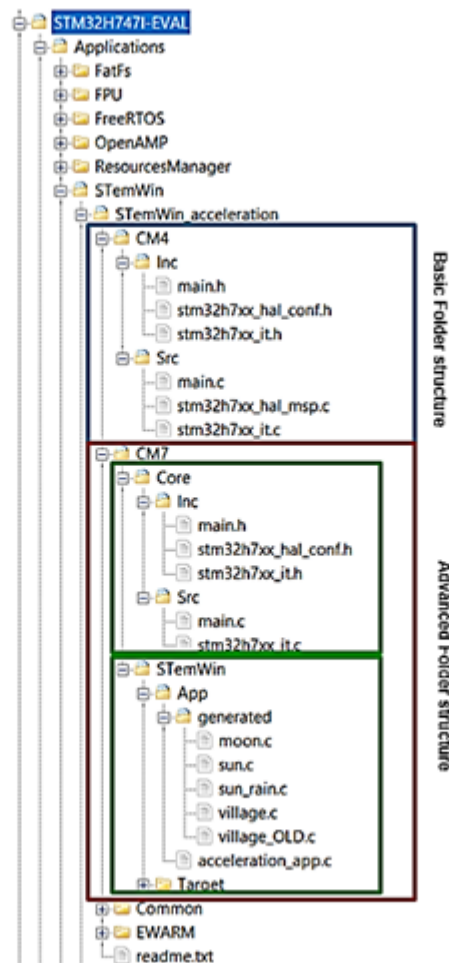 STM32H747I-EVAL
Applications
FatFs
FPU
FreeRTOS
OpenAMP
ResourcesManager
STemWin
STemWin_acceleration
CM4
Inc
main.h
stm32h7xx_hal_conf.h
stm32h7xx_it.h
Src
main.c
stm32h7xx_hal_msp.c
stm32h7xx_it.c
Basic Folder structure
CM7
Core
Inc
main.h
stm32h7xx_hal_conf.h
stm32h7xx_it.h
Src
main.c
stm32h7xx_it.c
STemWin
App
generated
moon.c
sun.c
sun_rain.c
village.c
village_OLD.c
acceleration_app.c
Target
Advanced Folder structure
Common
EWARM
readme.txt